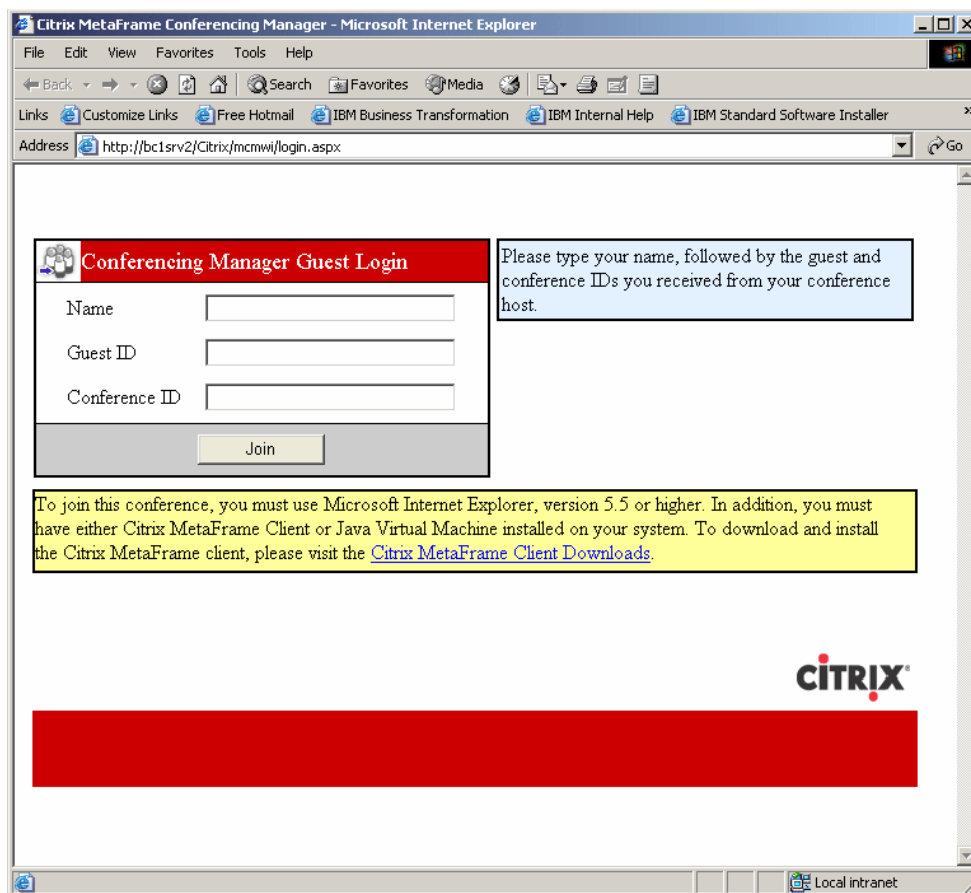 Citrix MetaFrame Conferencing Manager - Microsoft Internet Explorer
File Edit View Favorites Tools Help
Back Search Favorites Media
Links Customize Links Free Hotmail IBM Business Transformation IBM Internal Help IBM Standard Software Installer »
Address http://bc1srv2/Citrix/mcmwi/login.aspx Go
Conferencing Manager Guest Login
Name
Guest ID
Conference ID
Join
Please type your name, followed by the guest and
conference IDs you received from your conference
host.
To join this conference, you must use Microsoft Internet Explorer, version 5.5 or higher. In addition, you must
have either Citrix MetaFrame Client or Java Virtual Machine installed on your system. To download and install
the Citrix MetaFrame client, please visit the Citrix MetaFrame Client Downloads.
CİTRIX®
Local intranet